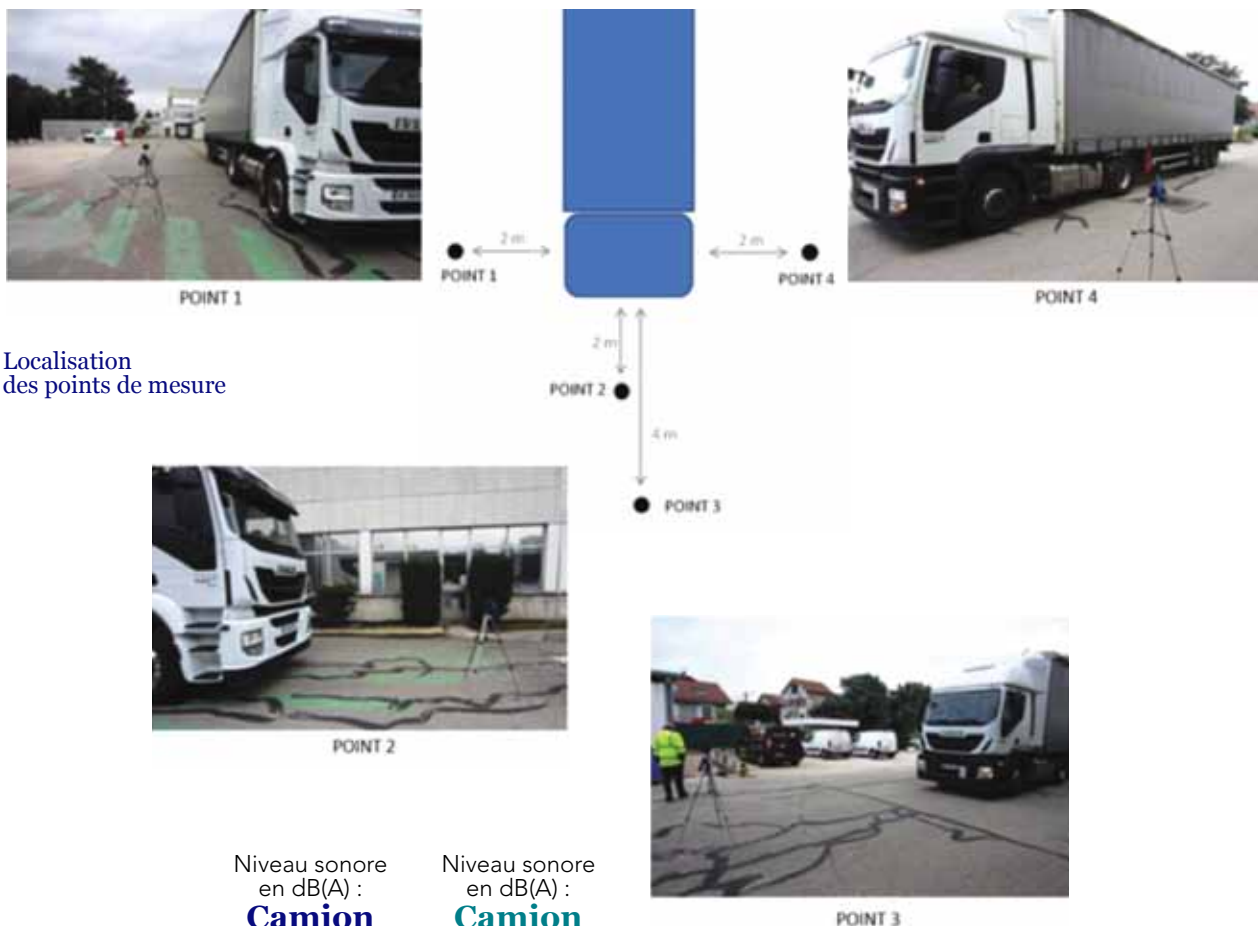 2 m
2 m
POINT 1
POINT 4
POINT 1
POINT 4
Localisation
des points de mesure
2 m
POINT 2
4 m
POINT 3
POINT 2
Niveau sonore
en dB(A) :
Camion
Niveau sonore
en dB(A) :
Camion
POINT 3